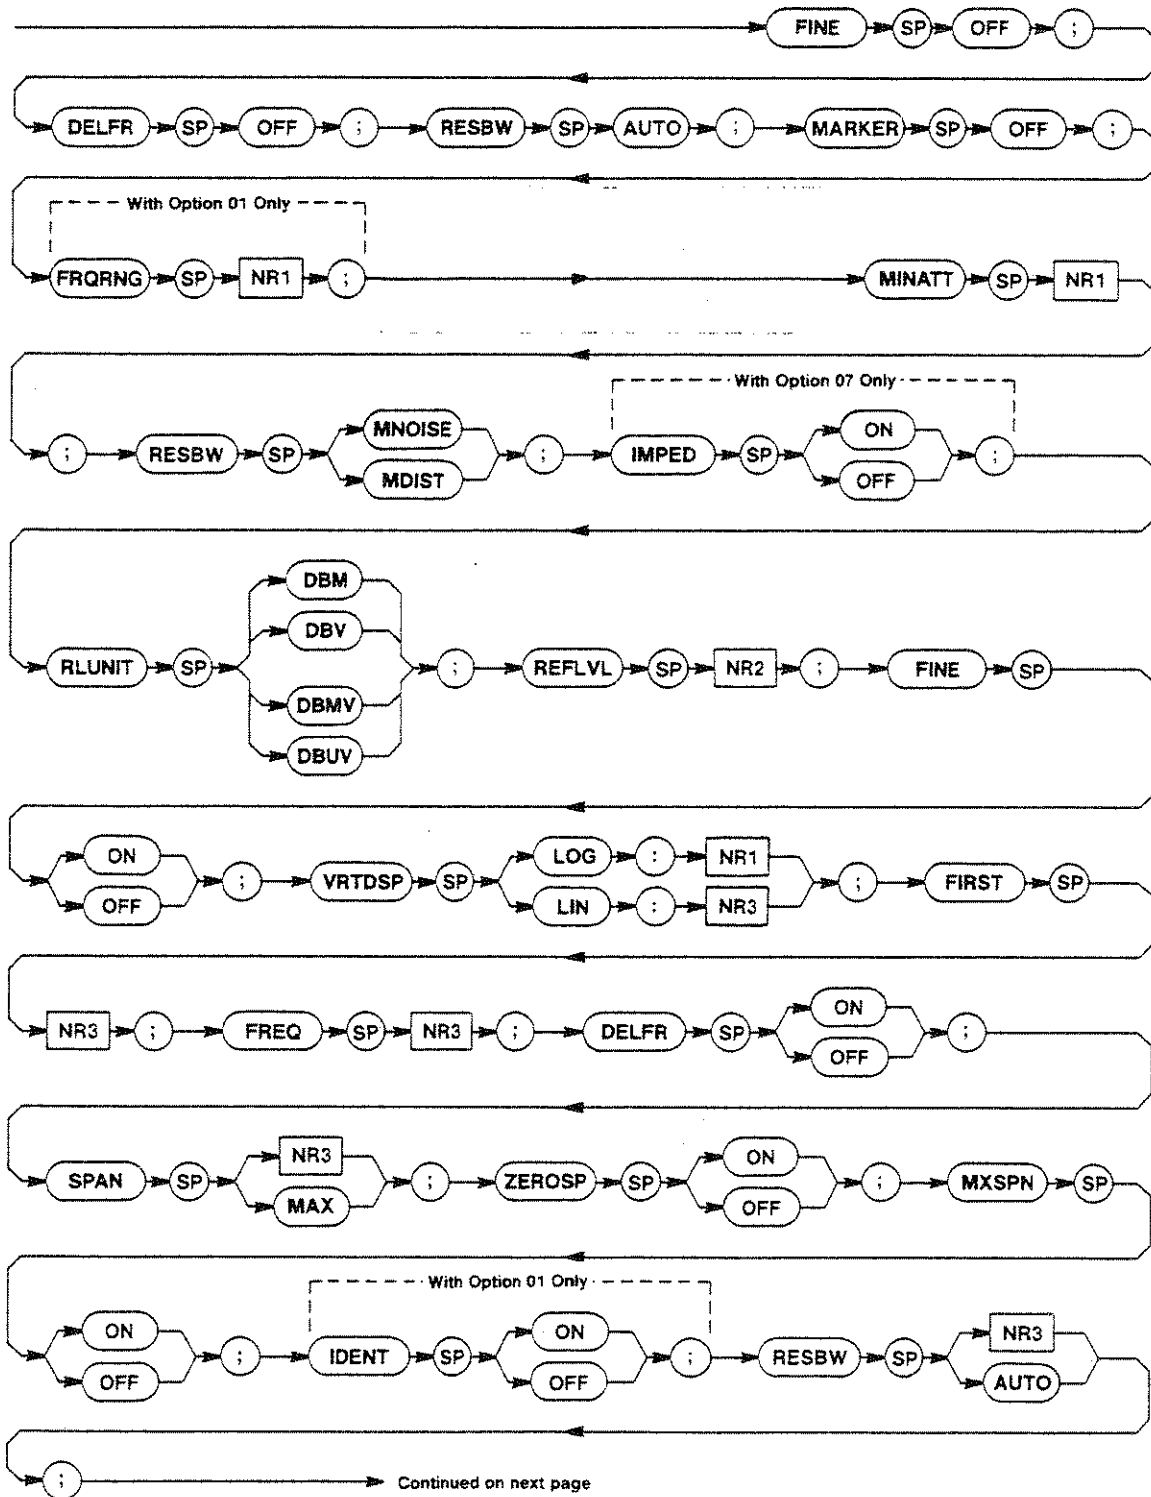 FINE SP OFF ;
DELFR SP OFF ; RESBW SP AUTO ; MARKER SP OFF ;
With Option 01 Only
FRQRNG SP NR1 ; MINATT SP NR1
With Option 07 Only
; RESBW SP MNOISE MDIST ; IMPED SP ON OFF ;
RLUNIT SP DBM DBV DBMV DBUV ; REFLVL SP NR2 ; FINE SP
ON OFF ; VRTDSP SP LOG : NR1 LIN : NR3 ; FIRST SP
NR3 ; FREQ SP NR3 ; DELFR SP ON OFF ;
SPAN SP NR3 MAX ; ZEROSP SP ON OFF ; MXSPN SP
With Option 01 Only
ON OFF ; IDENT SP ON OFF ; RESBW SP NR3 AUTO
; Continued on next page